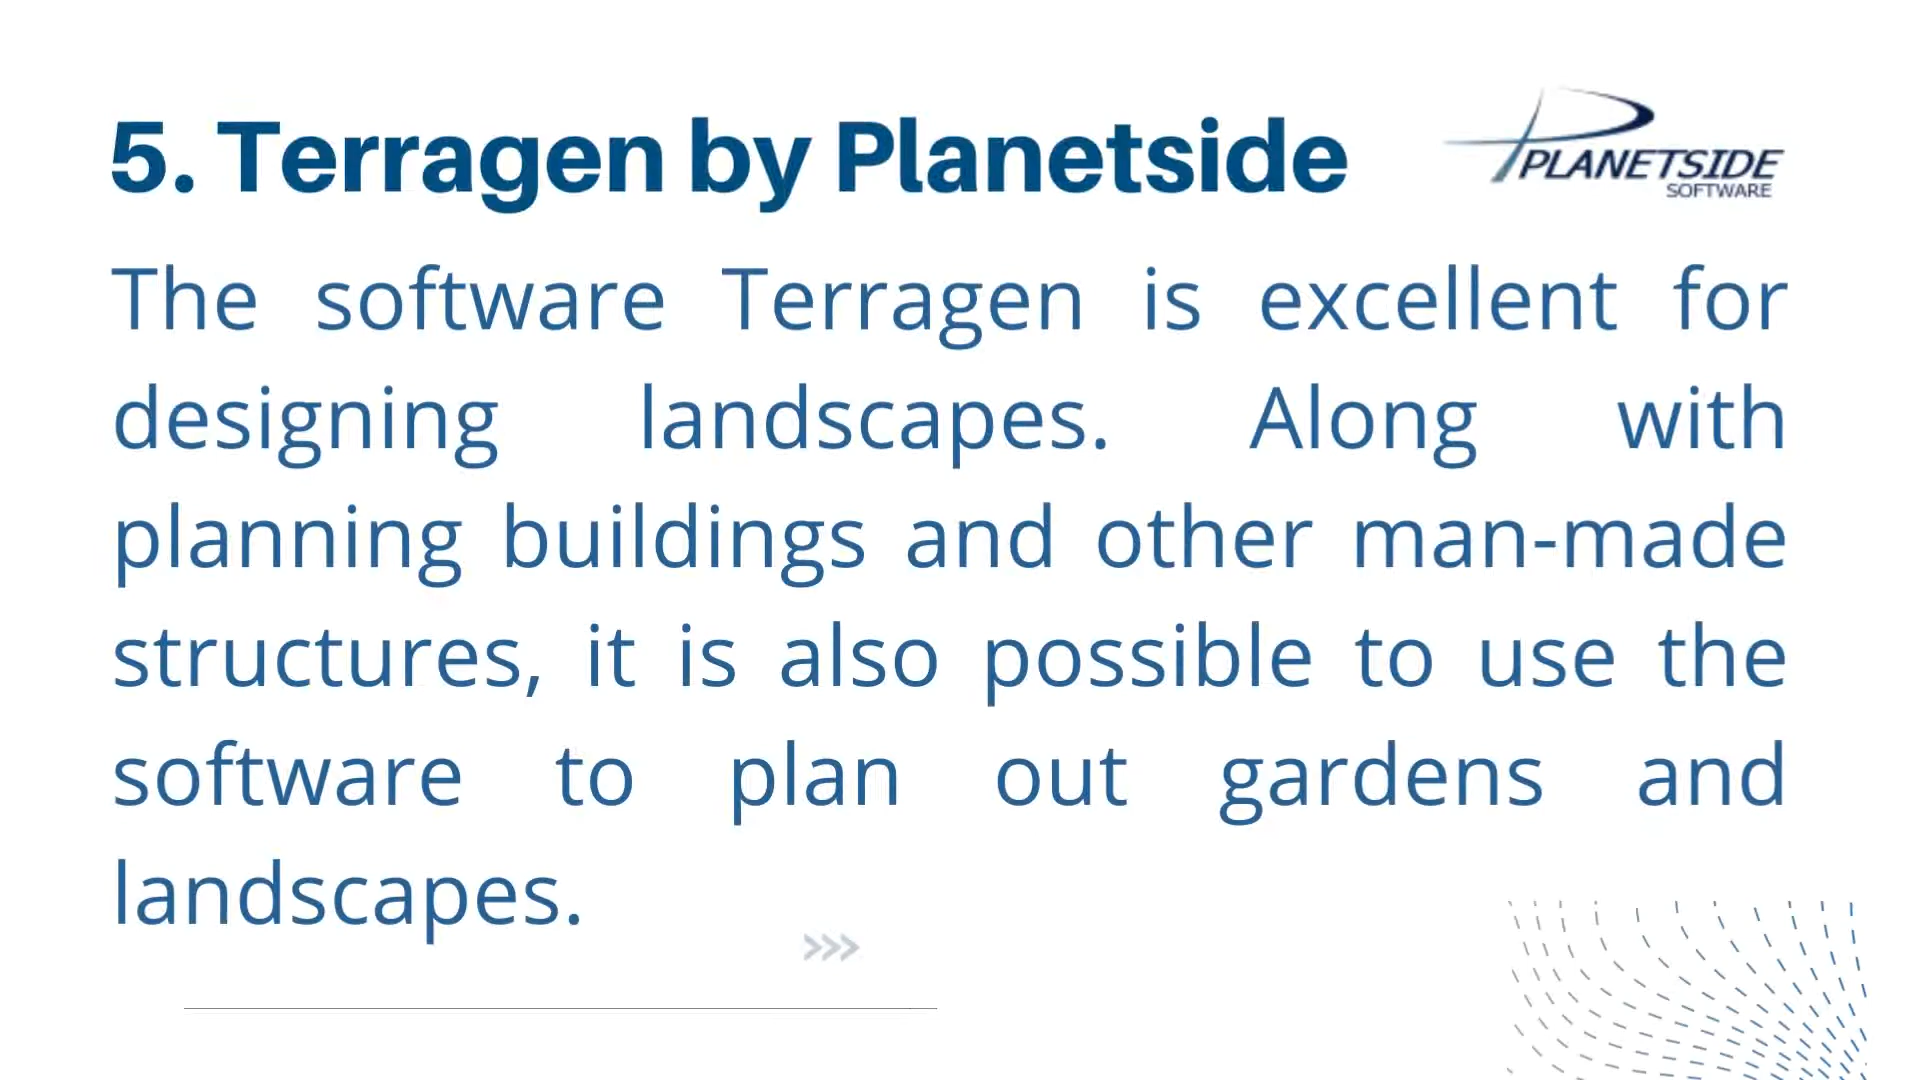 5. Terragen by Planetside
PLANETSIDE
SOFTWARE
The software Terragen is excellent for
designing landscapes. Along with
planning buildings and other man-made
structures, it is also possible to use the
software to plan out gardens and
landscapes.
>>>